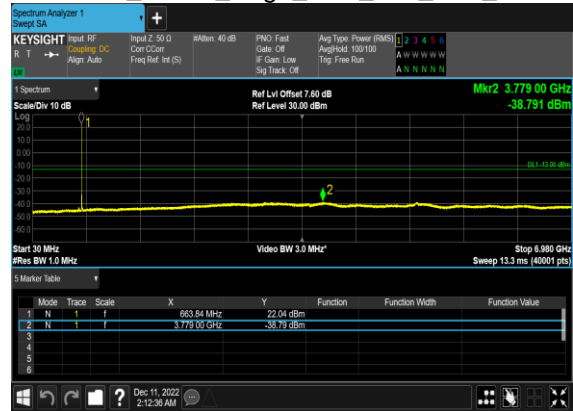 Spectrum Analyzer 1
Swept SA
+
KEYSIGHT Input: RF Input Z: 50 Ω #Atten: 40 dB PNO: Fast Avg Type: Power (RMS) 1 2 3 4 5 6
R T Coupling: DC Corr CCorr Gate: Off Avg|Hold: 100/100 A W W W W W
Align: Auto Freq Ref: Int (S) IF Gain: Low Trig: Free Run
LW Sig Track: Off A N N N N N
1 Spectrum Ref Lvl Offset 7.60 dB Mkr2 3.779 00 GHz
Scale/Div 10 dB Ref Level 30.00 dBm -38.791 dBm
Log
1
20.0
10.0
0.00
-10.0
DL1 -13.00 dBm
-20.0
-30.0
2
-40.0
-50.0
-60.0
Start 30 MHz Video BW 3.0 MHz* Stop 6.980 GHz
#Res BW 1.0 MHz Sweep 13.3 ms (40001 pts)
5 Marker Table
Mode Trace Scale X Y Function Function Width Function Value
1 N 1 f 663.84 MHz 22.04 dBm
2 N 1 f 3.779 00 GHz -38.79 dBm
3
4
5
6
? Dec 11, 2022
2:12:36 AM